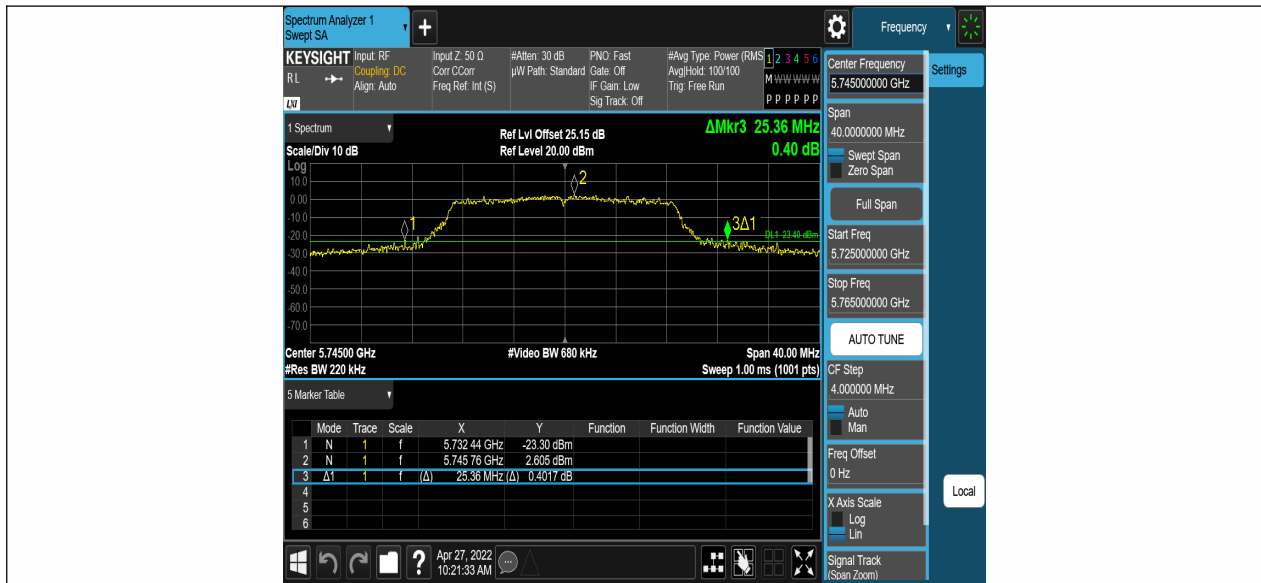 Spectrum Analyzer 1
Swept SA
+
Frequency
KEYSIGHT
RL
LXI
Input: RF
Coupling: DC
Align: Auto
Input Z: 50 Ω
Corr CCorr
Freq Ref: Int (S)
#Atten: 30 dB
µW Path: Standard
PNO: Fast
Gate: Off
IF Gain: Low
Sig Track: Off
#Avg Type: Power (RMS
Avg|Hold: 100/100
Trig: Free Run
1 2 3 4 5 6
M W W W W W
P P P P P P
1 Spectrum
Ref Lvl Offset 25.15 dB
ΔMkr3 25.36 MHz
Scale/Div 10 dB
Ref Level 20.00 dBm
0.40 dB
Log
10.0
0.00
-10.0
-20.0
-30.0
-40.0
-50.0
-60.0
-70.0
1
2
3Δ1
DL1 -23.40 dBm
Center 5.74500 GHz
#Video BW 680 kHz
Span 40.00 MHz
#Res BW 220 kHz
Sweep 1.00 ms (1001 pts)
5 Marker Table
Mode Trace Scale X Y Function Function Width Function Value
1 N 1 f 5.732 44 GHz -23.30 dBm
2 N 1 f 5.745 76 GHz 2.605 dBm
3 Δ1 1 f (Δ) 25.36 MHz (Δ) 0.4017 dB
4
5
6
?
Apr 27, 2022
10:21:33 AM
Center Frequency
5.745000000 GHz
Span
40.0000000 MHz
Swept Span
Zero Span
Full Span
Start Freq
5.725000000 GHz
Stop Freq
5.765000000 GHz
AUTO TUNE
CF Step
4.000000 MHz
Auto
Man
Freq Offset
0 Hz
X Axis Scale
Log
Lin
Signal Track
(Span Zoom)
Settings
Local